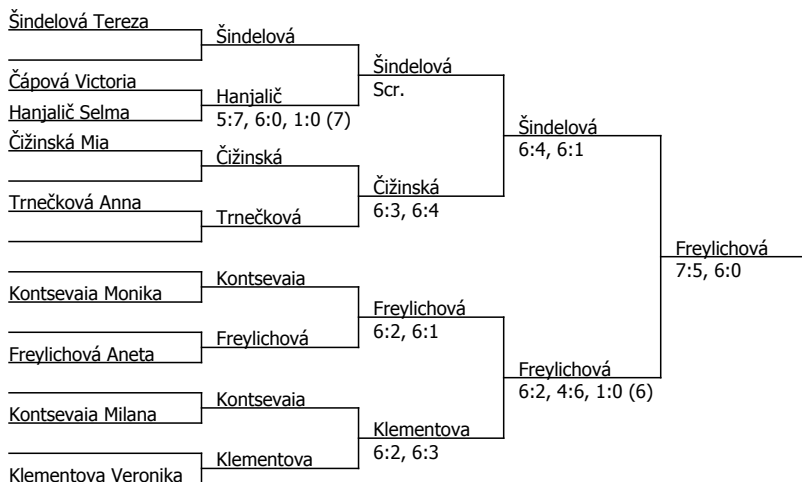 Šindelová Tereza
Čápová Victoria
Hanjalič Selma
Čižinská Mia
Trnečková Anna
Kontsevaia Monika
Freylichová Aneta
Kontsevaia Milana
Klementova Veronika
Šindelová
Hanjalič
5:7, 6:0, 1:0 (7)
Čižinská
Trnečková
Kontsevaia
Freylichová
Kontsevaia
Klementova
Šindelová
Scr.
Čižinská
6:3, 6:4
Freylichová
6:2, 6:1
Klementova
6:2, 6:3
Šindelová
6:4, 6:1
Freylichová
6:2, 4:6, 1:0 (6)
Freylichová
7:5, 6:0